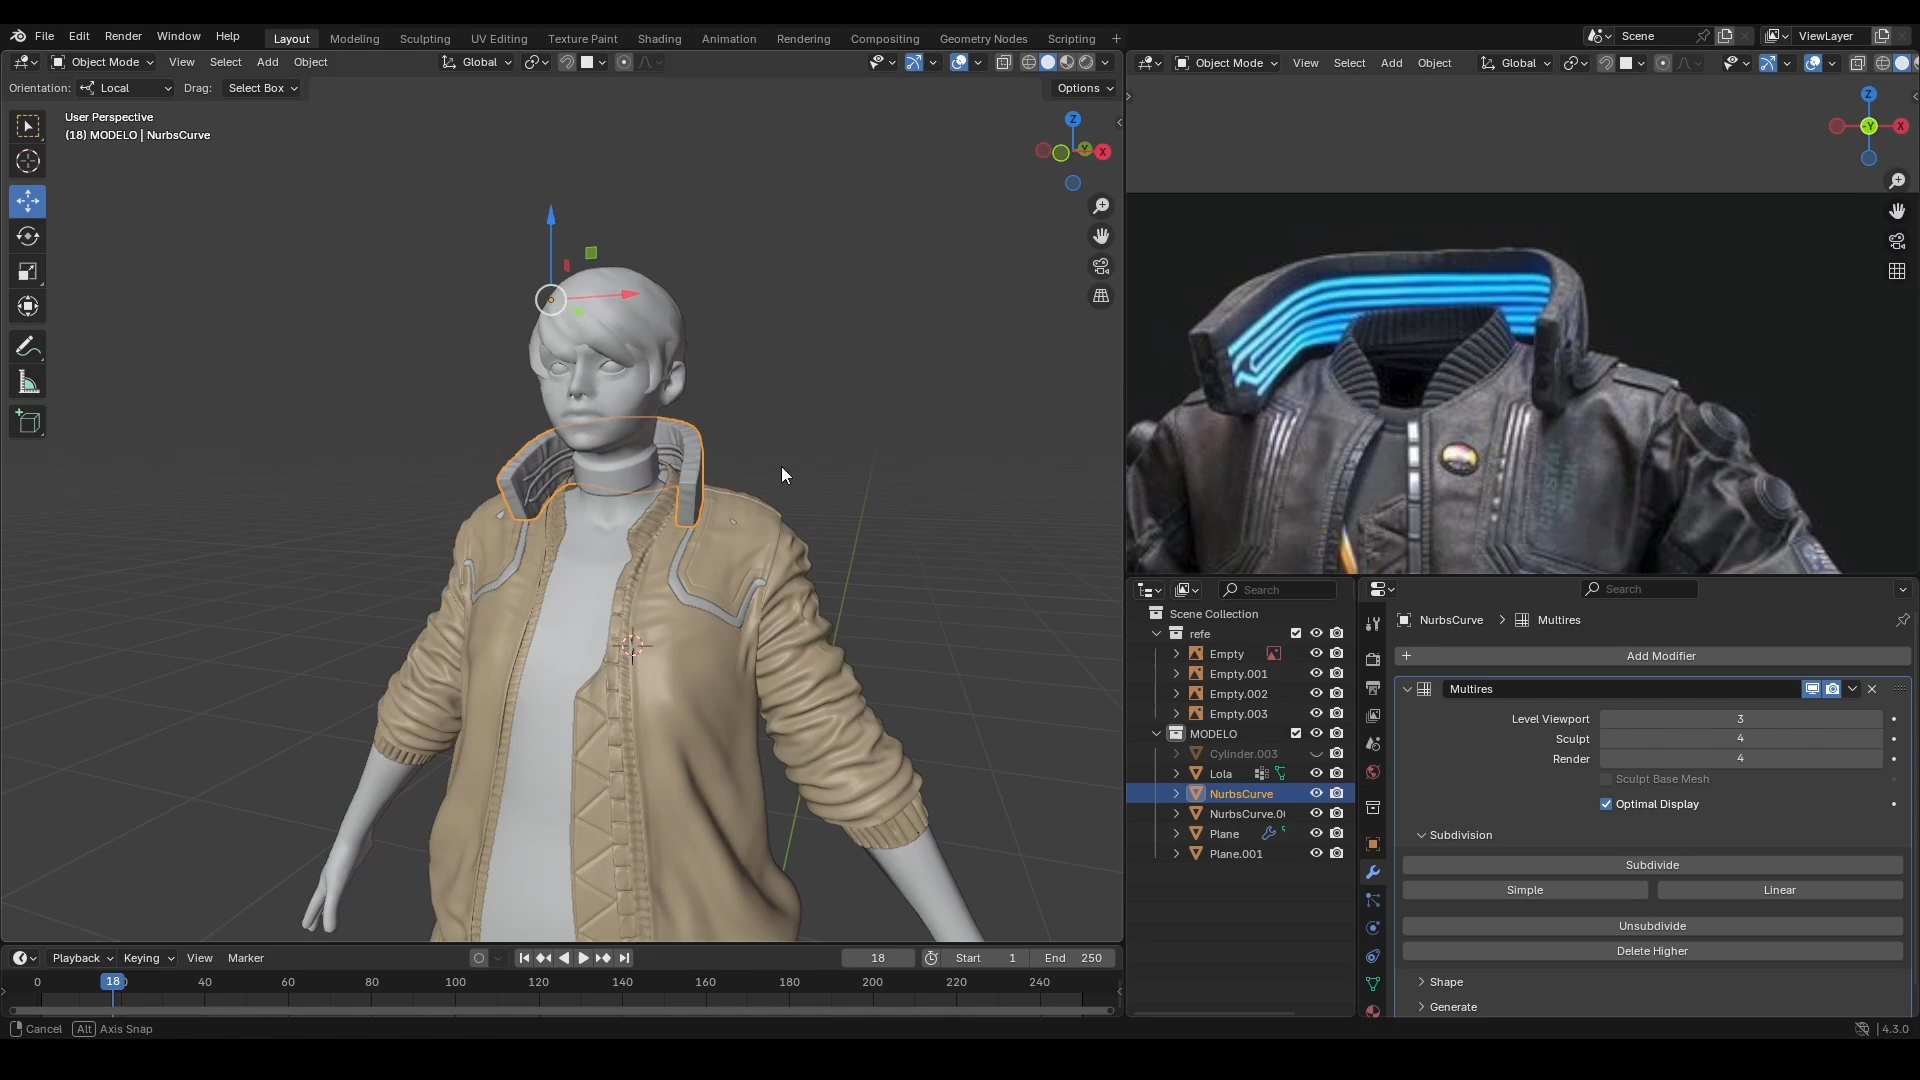 File Edit Render Window Help
Layout Modeling Sculpting UV Editing Texture Paint Shading Animation Rendering Compositing Geometry Nodes Scripting +
Scene
ViewLayer
Object Mode View Select Add Object Global
Orientation: Local Drag: Select Box Options
User Perspective
(18) MODELO | NurbsCurve
Z
Y
X
Object Mode View Select Add Object Global
Z
-Y
X
Search
Scene Collection
refe
Empty
Empty.001
Empty.002
Empty.003
MODELO
Cylinder.003
Lola
NurbsCurve
NurbsCurve.0
Plane
Plane.001
Search
NurbsCurve > Multires
+ Add Modifier
Multires
Level Viewport 3
Sculpt 4
Render 4
Sculpt Base Mesh
Optimal Display
Subdivision
Subdivide
Simple Linear
Unsubdivide
Delete Higher
Shape
Generate
Playback Keying View Marker 18 Start 1 End 250
0 18 40 60 80 100 120 140 160 180 200 220 240
Cancel Alt Axis Snap 4.3.0